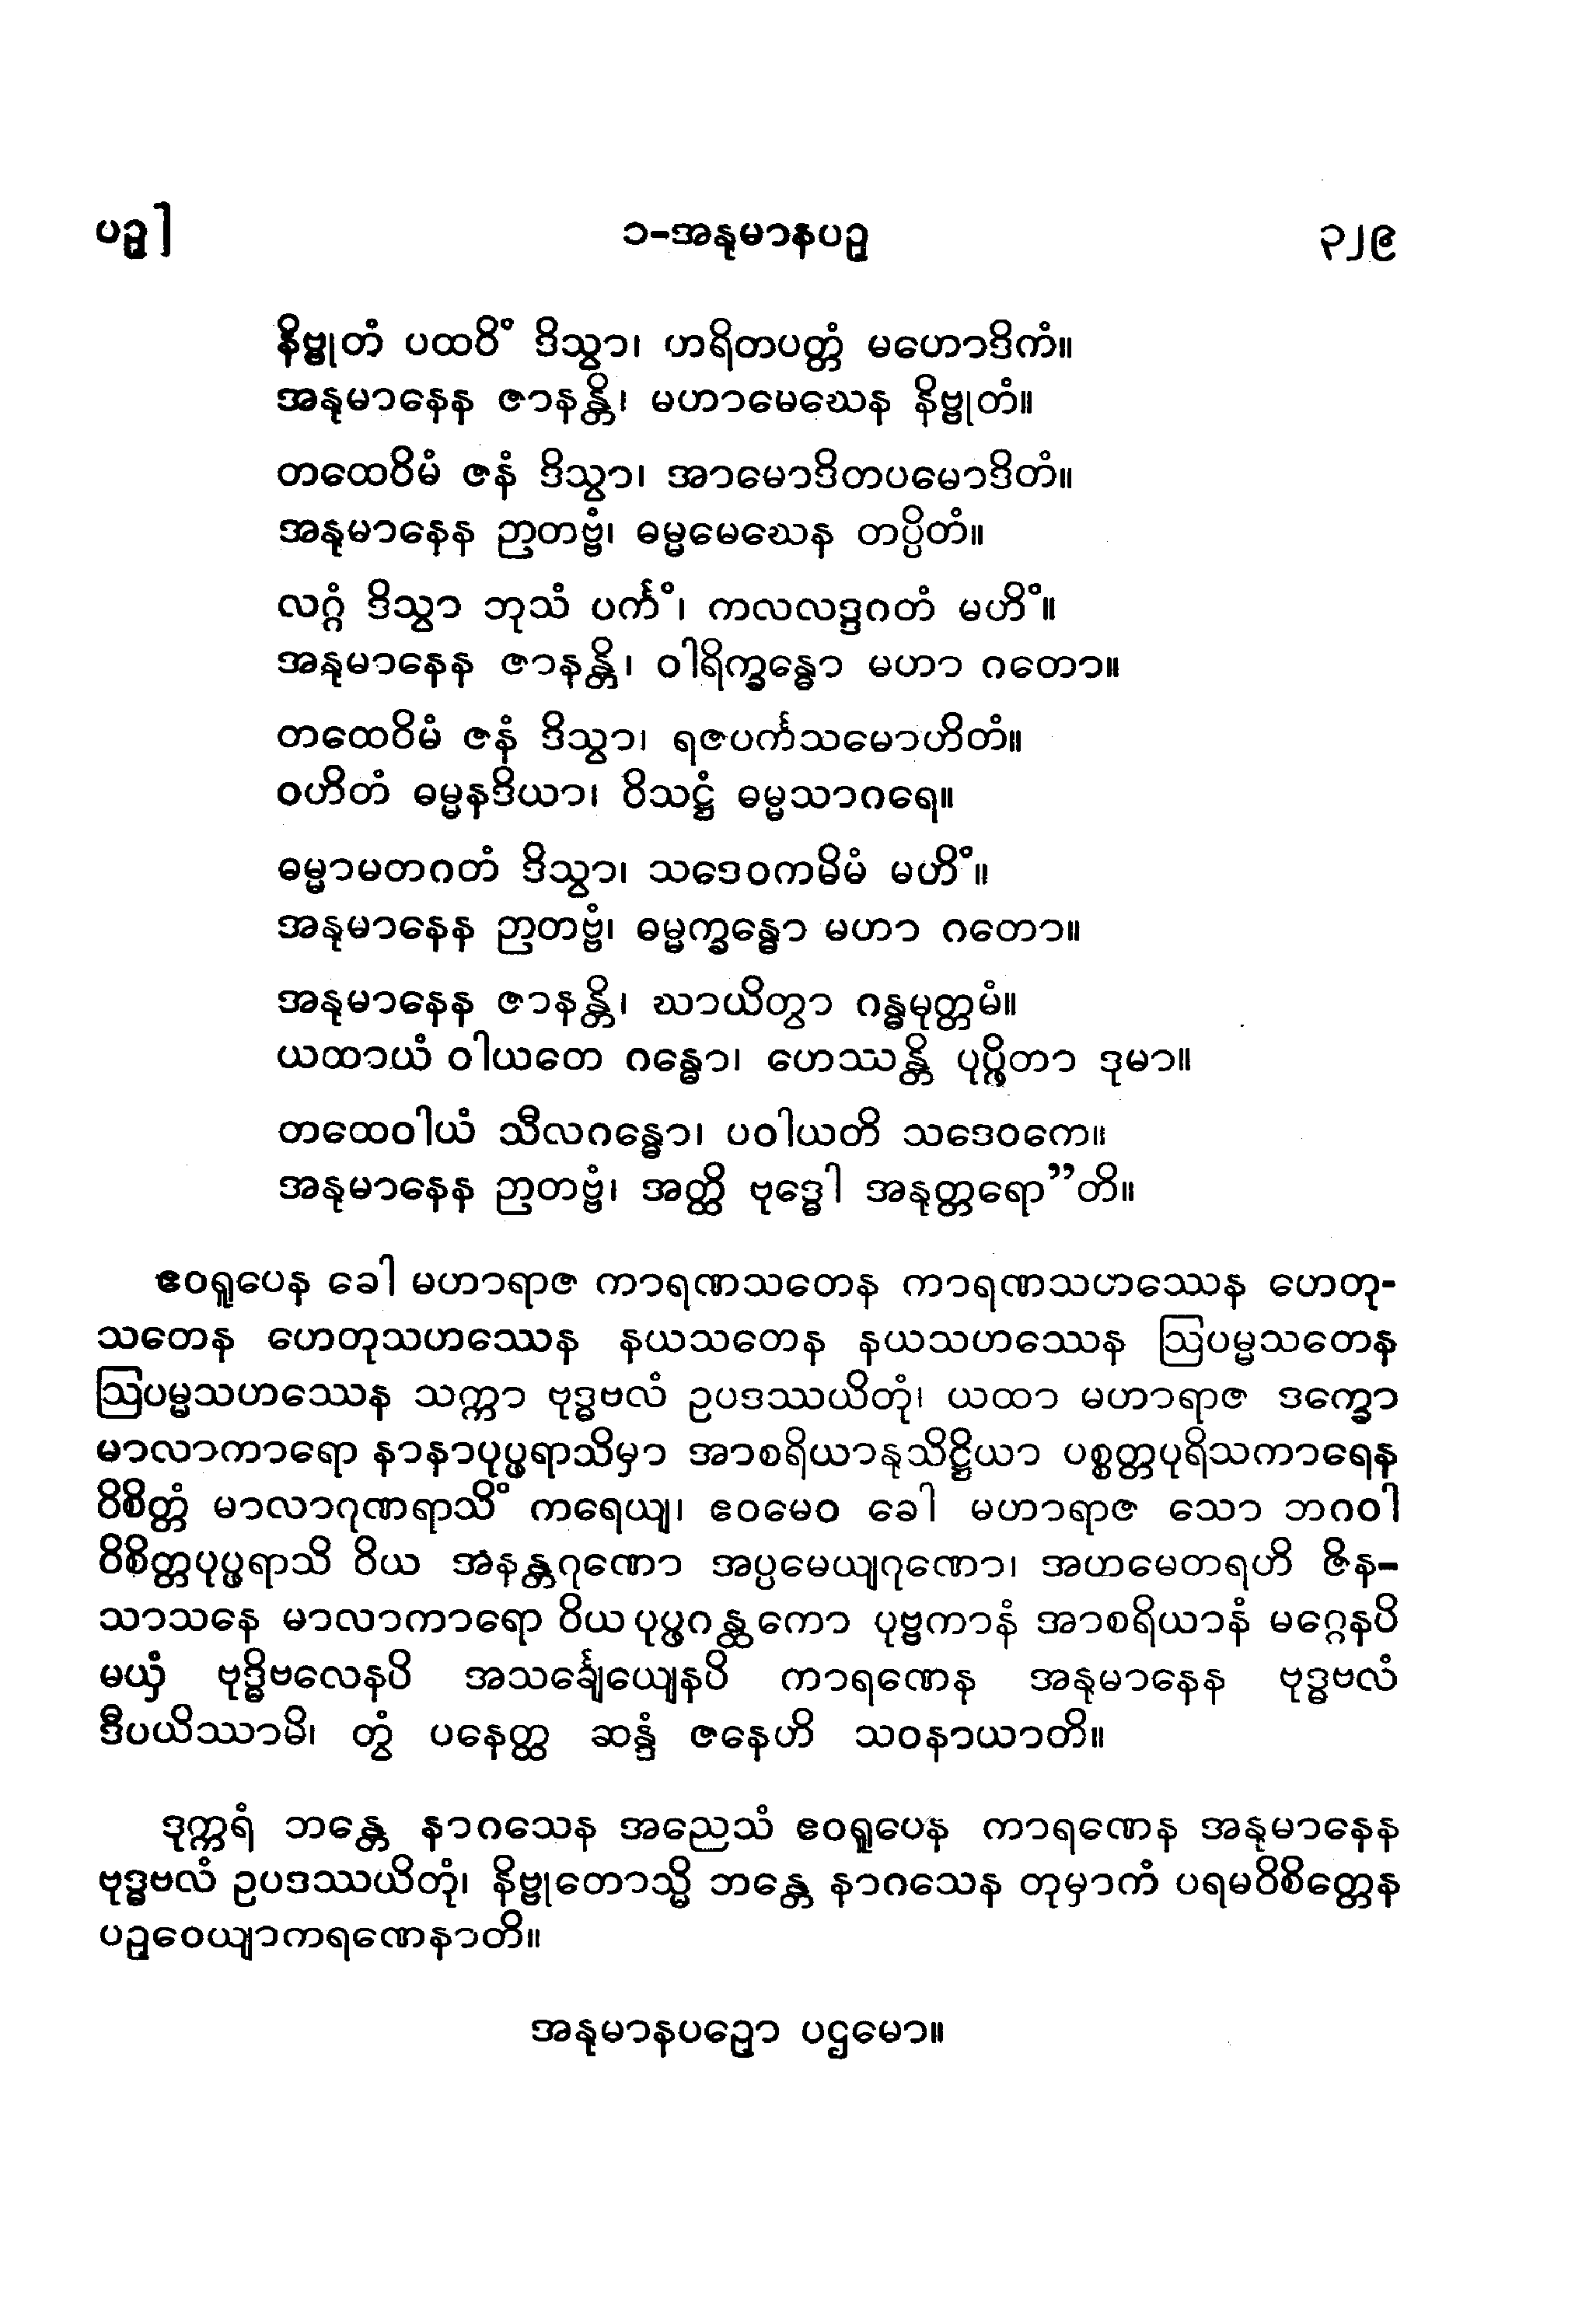 ပဉှ]
၁-အနုမာနပဉှ
၃၂၉
နိဗ္ဗုတံ ပထဝိံ ဒိသွာ၊ ဟရိတပတ္တံ မဟောဒိကံ။
အနုမာနေန ဇာနန္တိ၊ မဟာမေဃေန နိဗ္ဗုတံ။
တထေဝိမံ ဇနံ ဒိသွာ၊ အာမောဒိတပမောဒိတံ။
အနုမာနေန ဉာတဗ္ဗံ၊ ဓမ္မမေဃေန တပ္ပိတံ။
လဂ္ဂံ ဒိသွာ ဘုသံ ပင်္ကံ၊ ကလလဒ္ဒဂတံ မဟိံ။
အနုမာနေန ဇာနန္တိ၊ ဝါရိက္ခန္ဓော မဟာ ဂတော။
တထေဝိမံ ဇနံ ဒိသွာ၊ ရဇပင်္ကသမောဟိတံ။
ဝဟိတံ ဓမ္မနဒိယာ၊ ဝိသဋ္ဌံ ဓမ္မသာဂရေ။
ဓမ္မာမတဂတံ ဒိသွာ၊ သဒေဝကမိမံ မဟိံ။
အနုမာနေန ဉာတဗ္ဗံ၊ ဓမ္မက္ခန္ဓော မဟာ ဂတော။
အနုမာနေန ဇာနန္တိ၊ ဃာယိတွာ ဂန္ဓမုတ္တမံ။
ယထာယံ ဝါယတေ ဂန္ဓော၊ ဟေဿန္တိ ပုပ္ဖိတာ ဒုမာ။
တထေဝါယံ သီလဂန္ဓော၊ ပဝါယတိ သဒေဝကေ။
အနုမာနေန ဉာတဗ္ဗံ၊ အတ္ထိ ဗုဒ္ဓေါ အနုတ္တရော”တိ။
ဧဝရူပေန ခေါ မဟာရာဇ ကာရဏသတေန ကာရဏသဟဿေန ဟေတု-
သတေန ဟေတုသဟဿေန နယသတေန နယသဟဿေန ဩပမ္မသတေန
ဩပမ္မသဟဿေန သက္ကာ ဗုဒ္ဓဗလံ ဥပဒဿယိတုံ၊ ယထာ မဟာရာဇ ဒက္ခော
မာလာကာရော နာနာပုပ္ဖရာသိမှာ အာစရိယာနုသိဋ္ဌိယာ ပစ္စတ္တပုရိသကာရေန
ဝိစိတ္တံ မာလာဂုဏရာသိံ ကရေယျ၊ ဧဝမေဝ ခေါ မဟာရာဇ သော ဘဂဝါ
ဝိစိတ္တပုပ္ဖရာသိ ဝိယ အနန္တဂုဏော အပ္ပမေယျဂုဏော၊ အဟမေတရဟိ ဇိန-
သာသနေ မာလာကာရော ဝိယ ပုပ္ဖဂန္ထကော ပုဗ္ဗကာနံ အာစရိယာနံ မဂ္ဂေနပိ
မယှံ ဗုဒ္ဓိဗလေနပိ အသင်္ချေယျေနပိ ကာရဏေန အနုမာနေန ဗုဒ္ဓဗလံ
ဒီပယိဿာမိ၊ တွံ ပနေတ္ထ ဆန္ဒံ ဇနေဟိ သဝနာယာတိ။
ဒုက္ကရံ ဘန္တေ နာဂသေန အညေသံ ဧဝရူပေန ကာရဏေန အနုမာနေန
ဗုဒ္ဓဗလံ ဥပဒဿယိတုံ၊ နိဗ္ဗုတောသ္မိ ဘန္တေ နာဂသေန တုမှာကံ ပရမဝိစိတ္တေန
ပဉှဝေယျာကရဏေနာတိ။
အနုမာနပဉှော ပဌမော။